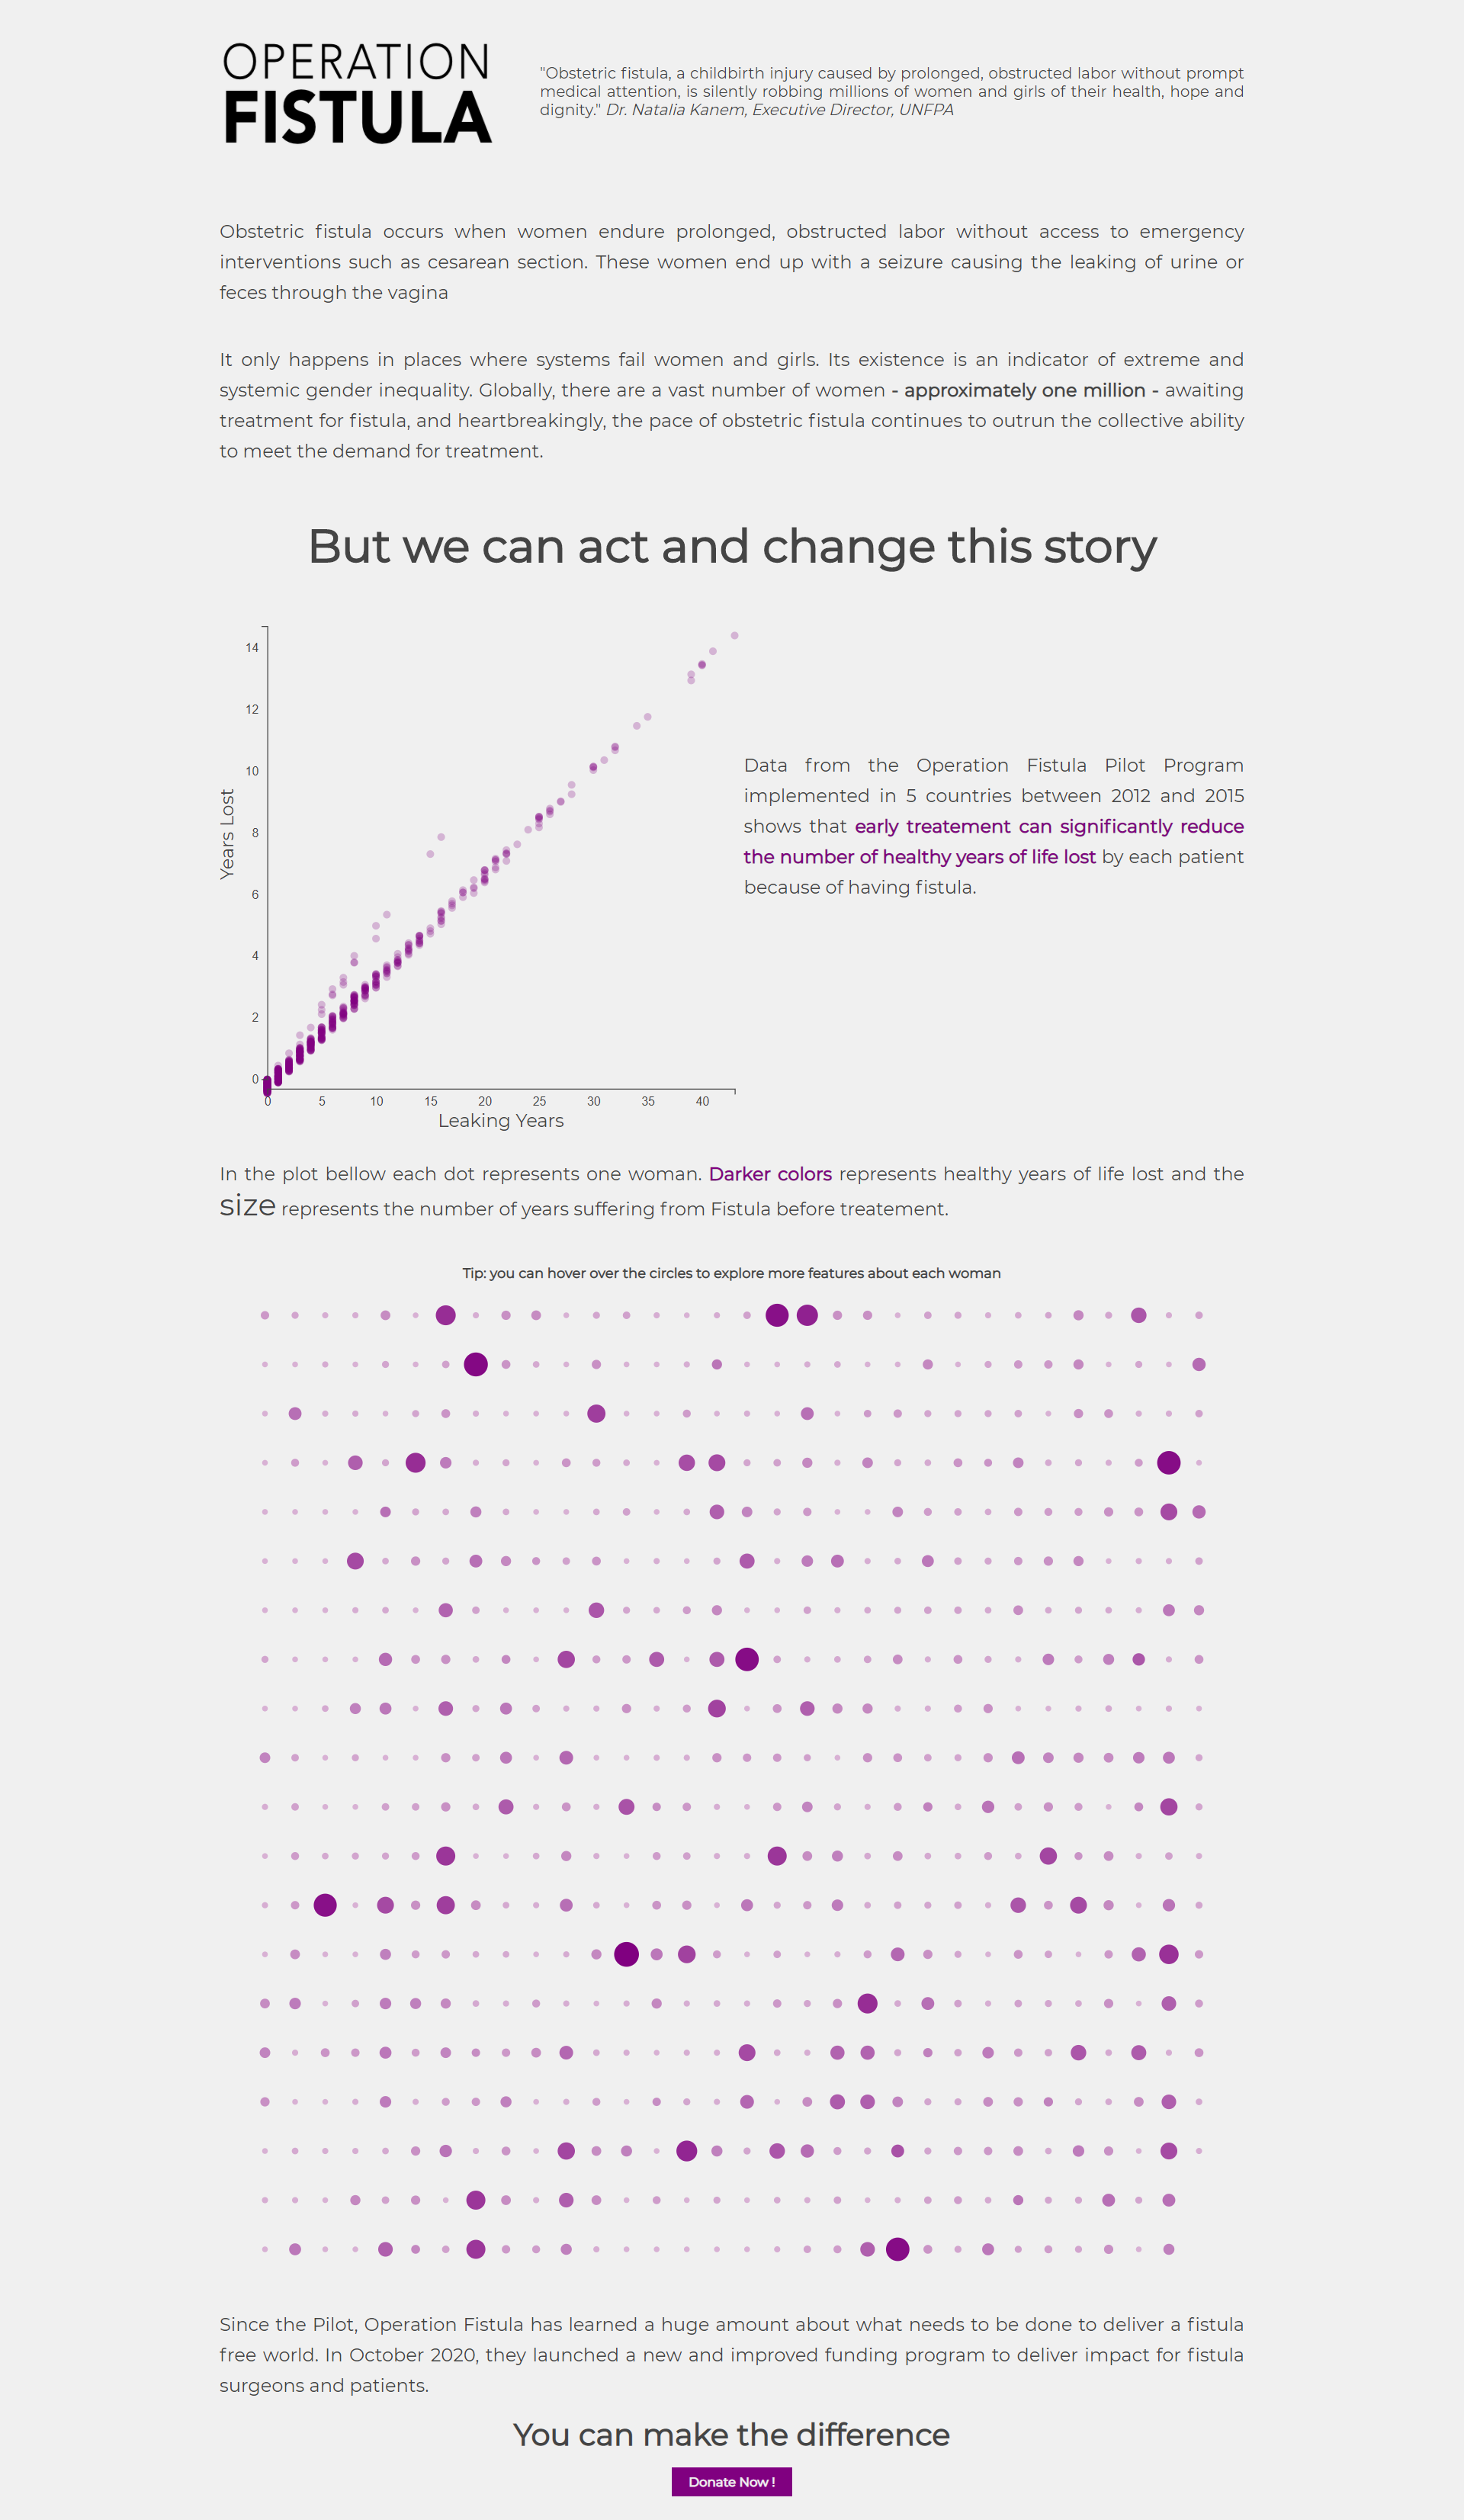 OPERATION
FISTULA
"Obstetric fistula, a childbirth injury caused by prolonged, obstructed labor without prompt
medical attention, is silently robbing millions of women and girls of their health, hope and
dignity." Dr. Natalia Kanem, Executive Director, UNFPA
Obstetric fistula occurs when women endure prolonged, obstructed labor without access to emergency
interventions such as cesarean section. These women end up with a seizure causing the leaking of urine or
feces through the vagina
It only happens in places where systems fail women and girls. Its existence is an indicator of extreme and
systemic gender inequality. Globally, there are a vast number of women - approximately one million - awaiting
treatment for fistula, and heartbreakingly, the pace of obstetric fistula continues to outrun the collective ability
to meet the demand for treatment.
But we can act and change this story
14
12
10
8
6
4
2
0
Years Lost
0 5 10 15 20 25 30 35 40
Leaking Years
Data from the Operation Fistula Pilot Program
implemented in 5 countries between 2012 and 2015
shows that early treatement can significantly reduce
the number of healthy years of life lost by each patient
because of having fistula.
In the plot bellow each dot represents one woman. Darker colors represents healthy years of life lost and the
size represents the number of years suffering from Fistula before treatement.
Tip: you can hover over the circles to explore more features about each woman
Since the Pilot, Operation Fistula has learned a huge amount about what needs to be done to deliver a fistula
free world. In October 2020, they launched a new and improved funding program to deliver impact for fistula
surgeons and patients.
You can make the difference
Donate Now !